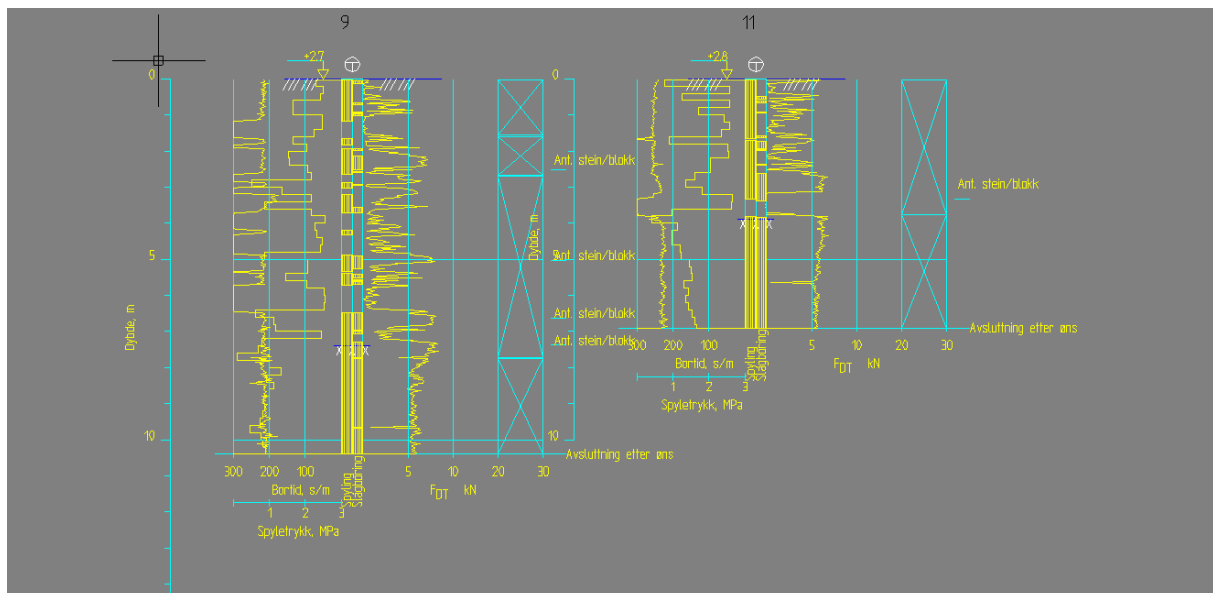 9
11
+2.7
+2.8
0
0
Ant. stein/blokk
Ant. stein/blokk
Dybde, m
5
5
Ant. stein/blokk
Dybde, m
Ant. stein/blokk
Avsluttning etter øns
Ant. stein/blokk
300 200 100 5 10 20 30
Bortid, s/m
Spyling
Slagboring
FDT kN
1 2 3
Spyletrykk, MPa
10
10
Avsluttning etter øns
300 200 100 5 10 20 30
Bortid, s/m
Spyling
Slagboring
FDT kN
1 2 3
Spyletrykk, MPa